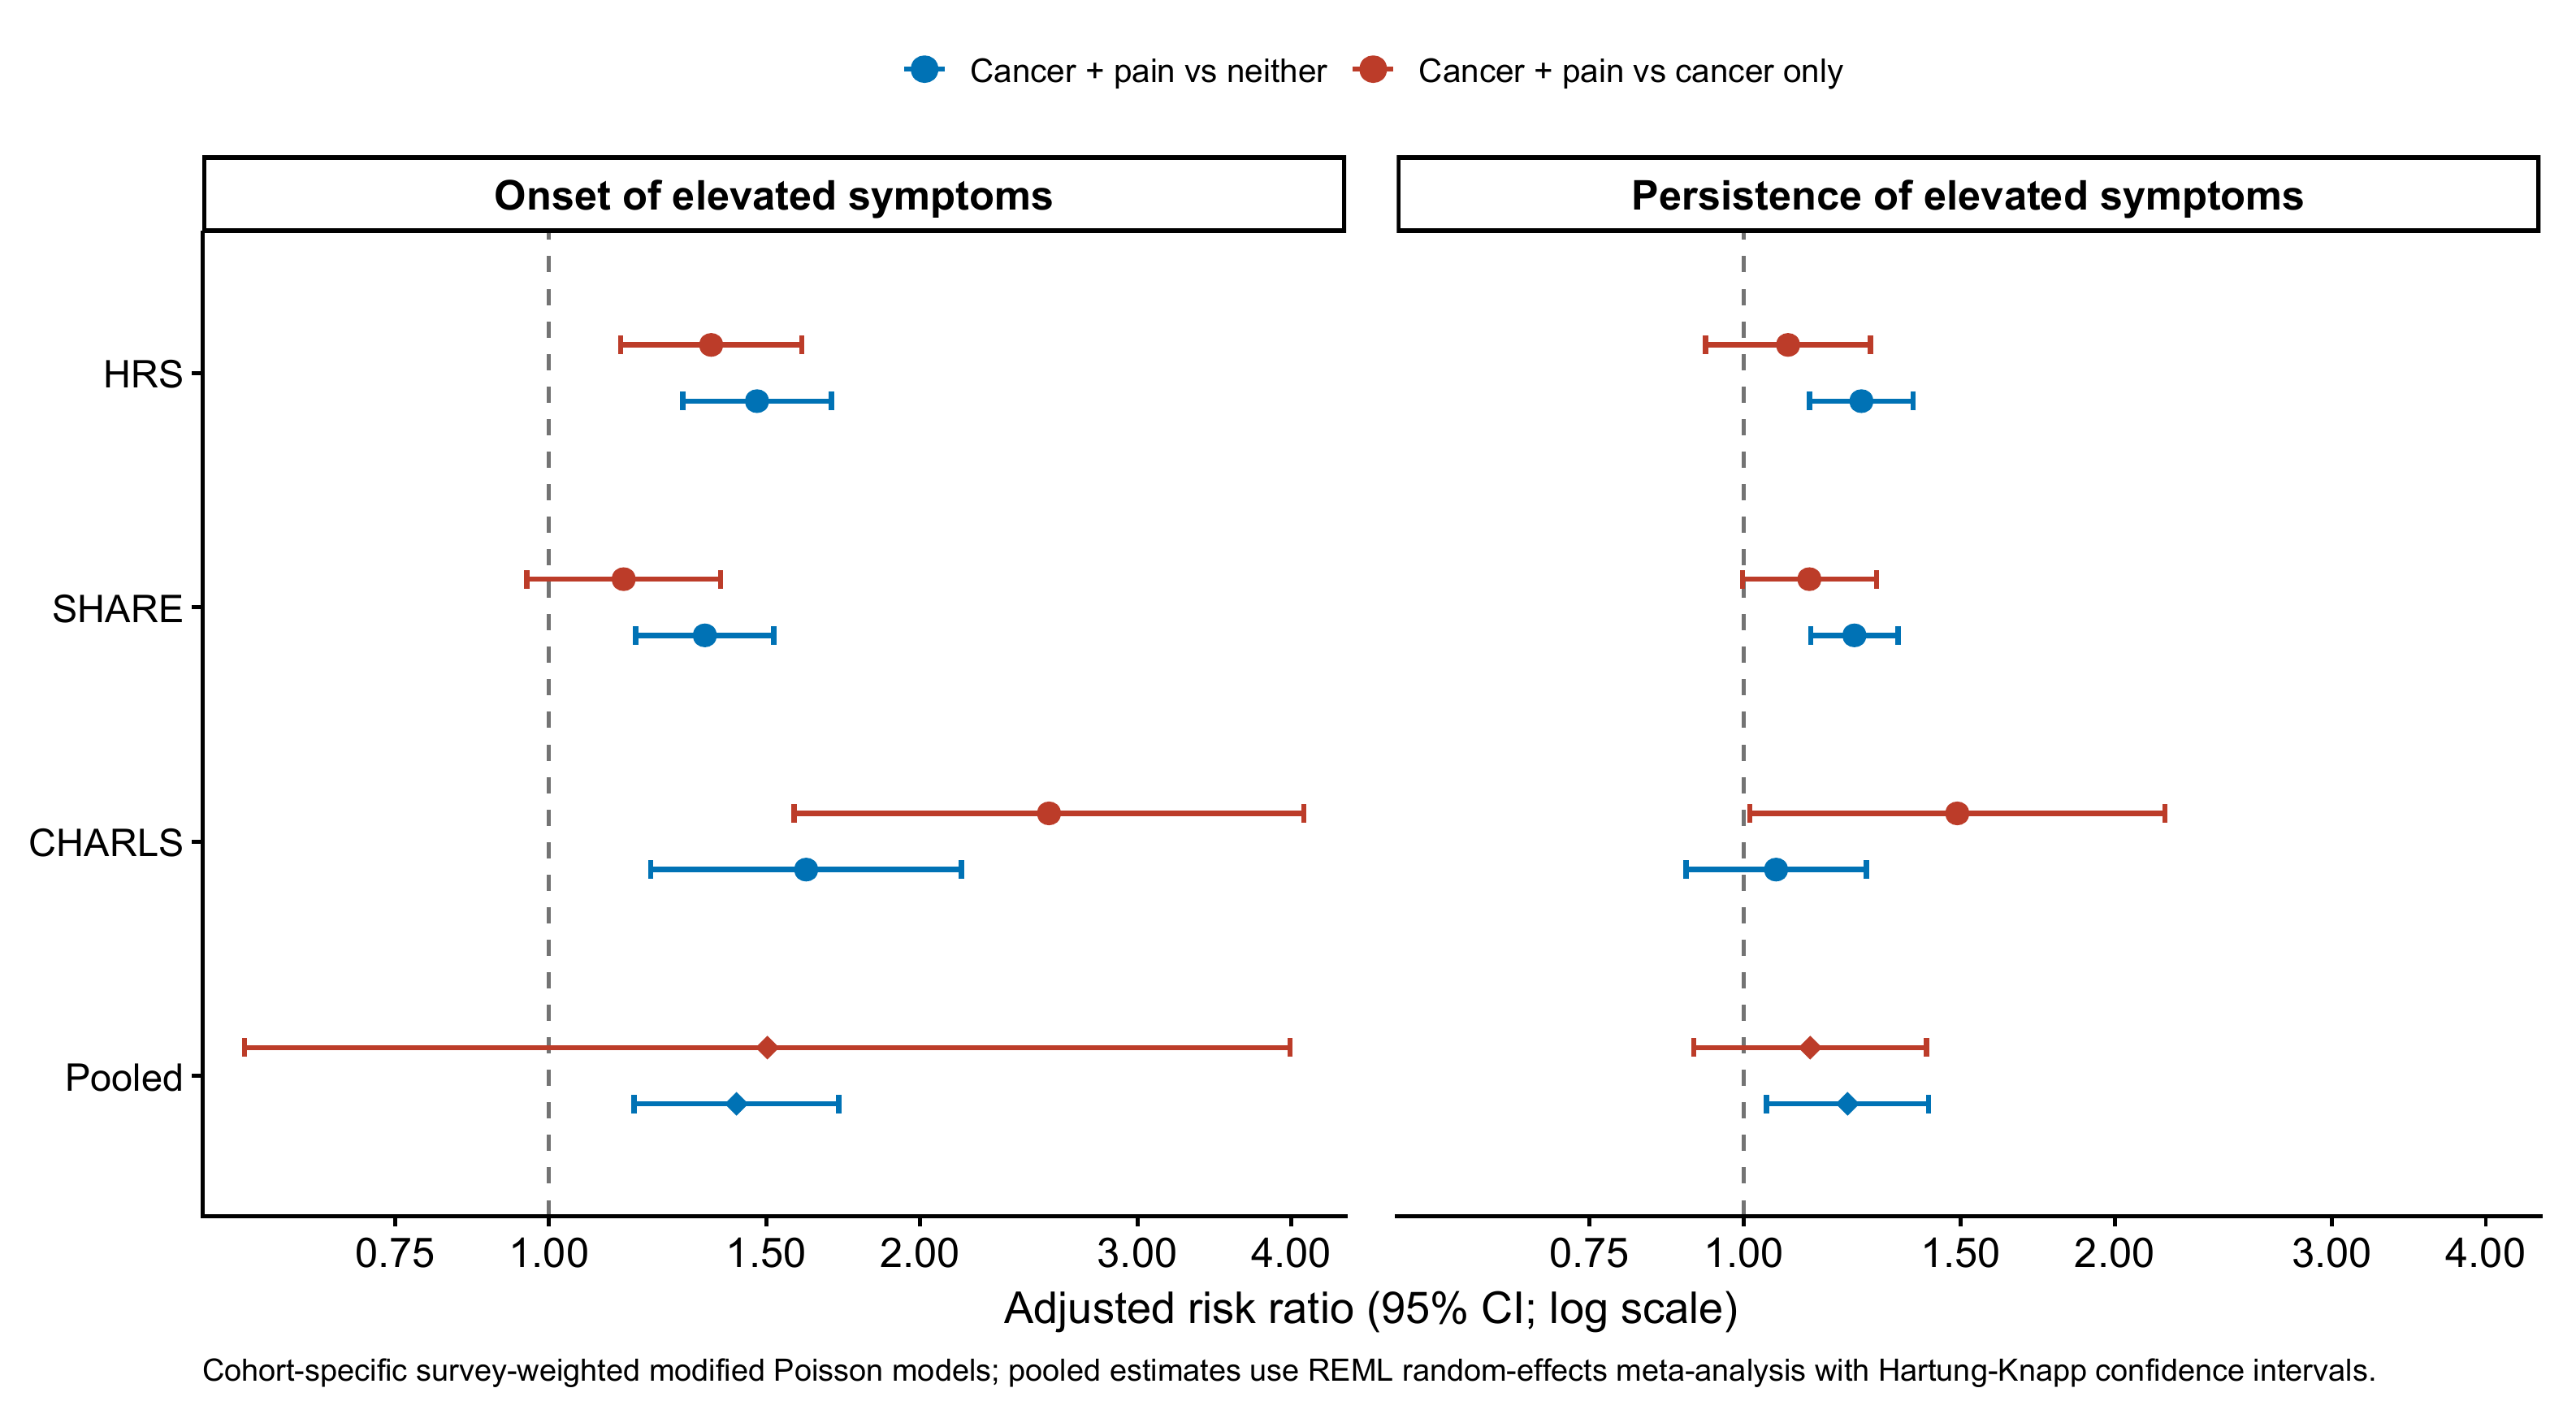 Cancer + pain vs neither Cancer + pain vs cancer only
Onset of elevated symptoms Persistence of elevated symptoms
HRS
SHARE
CHARLS
Pooled
0.75 1.00 1.50 2.00 3.00 4.00 0.75 1.00 1.50 2.00 3.00 4.00
Adjusted risk ratio (95% CI; log scale)
Cohort-specific survey-weighted modified Poisson models; pooled estimates use REML random-effects meta-analysis with Hartung-Knapp confidence intervals.